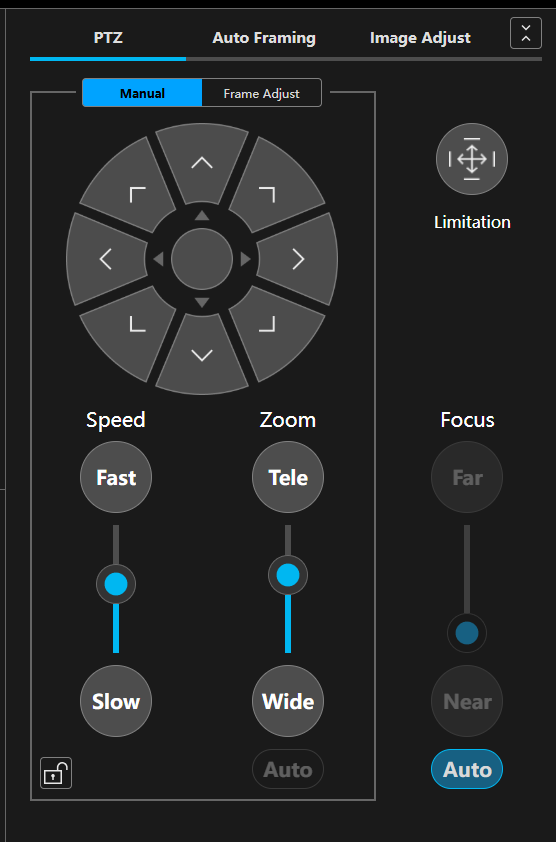 PTZ Auto Framing Image Adjust
Manual Frame Adjust
Limitation
Speed Zoom Focus
Fast Tele Far
Slow Wide Near
Auto Auto